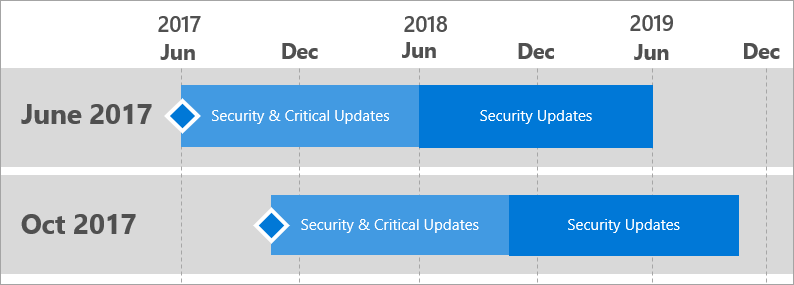 2017 2018 2019
Jun Dec Jun Dec Jun Dec
June 2017 Security & Critical Updates Security Updates
Oct 2017 Security & Critical Updates Security Updates